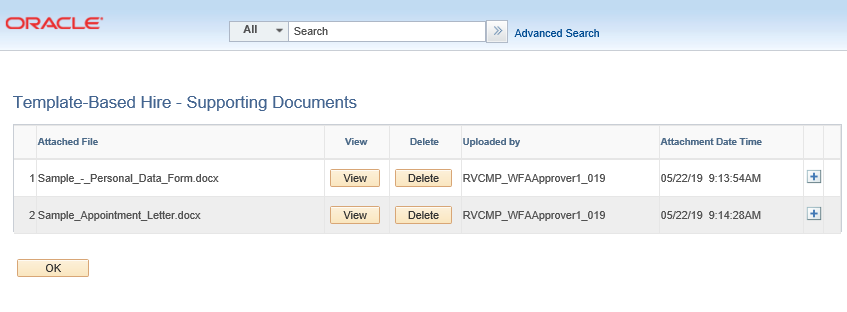 ORACLE
All Search Advanced Search
Template-Based Hire - Supporting Documents
Attached File View Delete Uploaded by Attachment Date Time
1 Sample_-_Personal_Data_Form.docx View Delete RVCMP_WFAApprover1_019 05/22/19 9:13:54AM
2 Sample_Appointment_Letter.docx View Delete RVCMP_WFAApprover1_019 05/22/19 9:14:28AM
OK